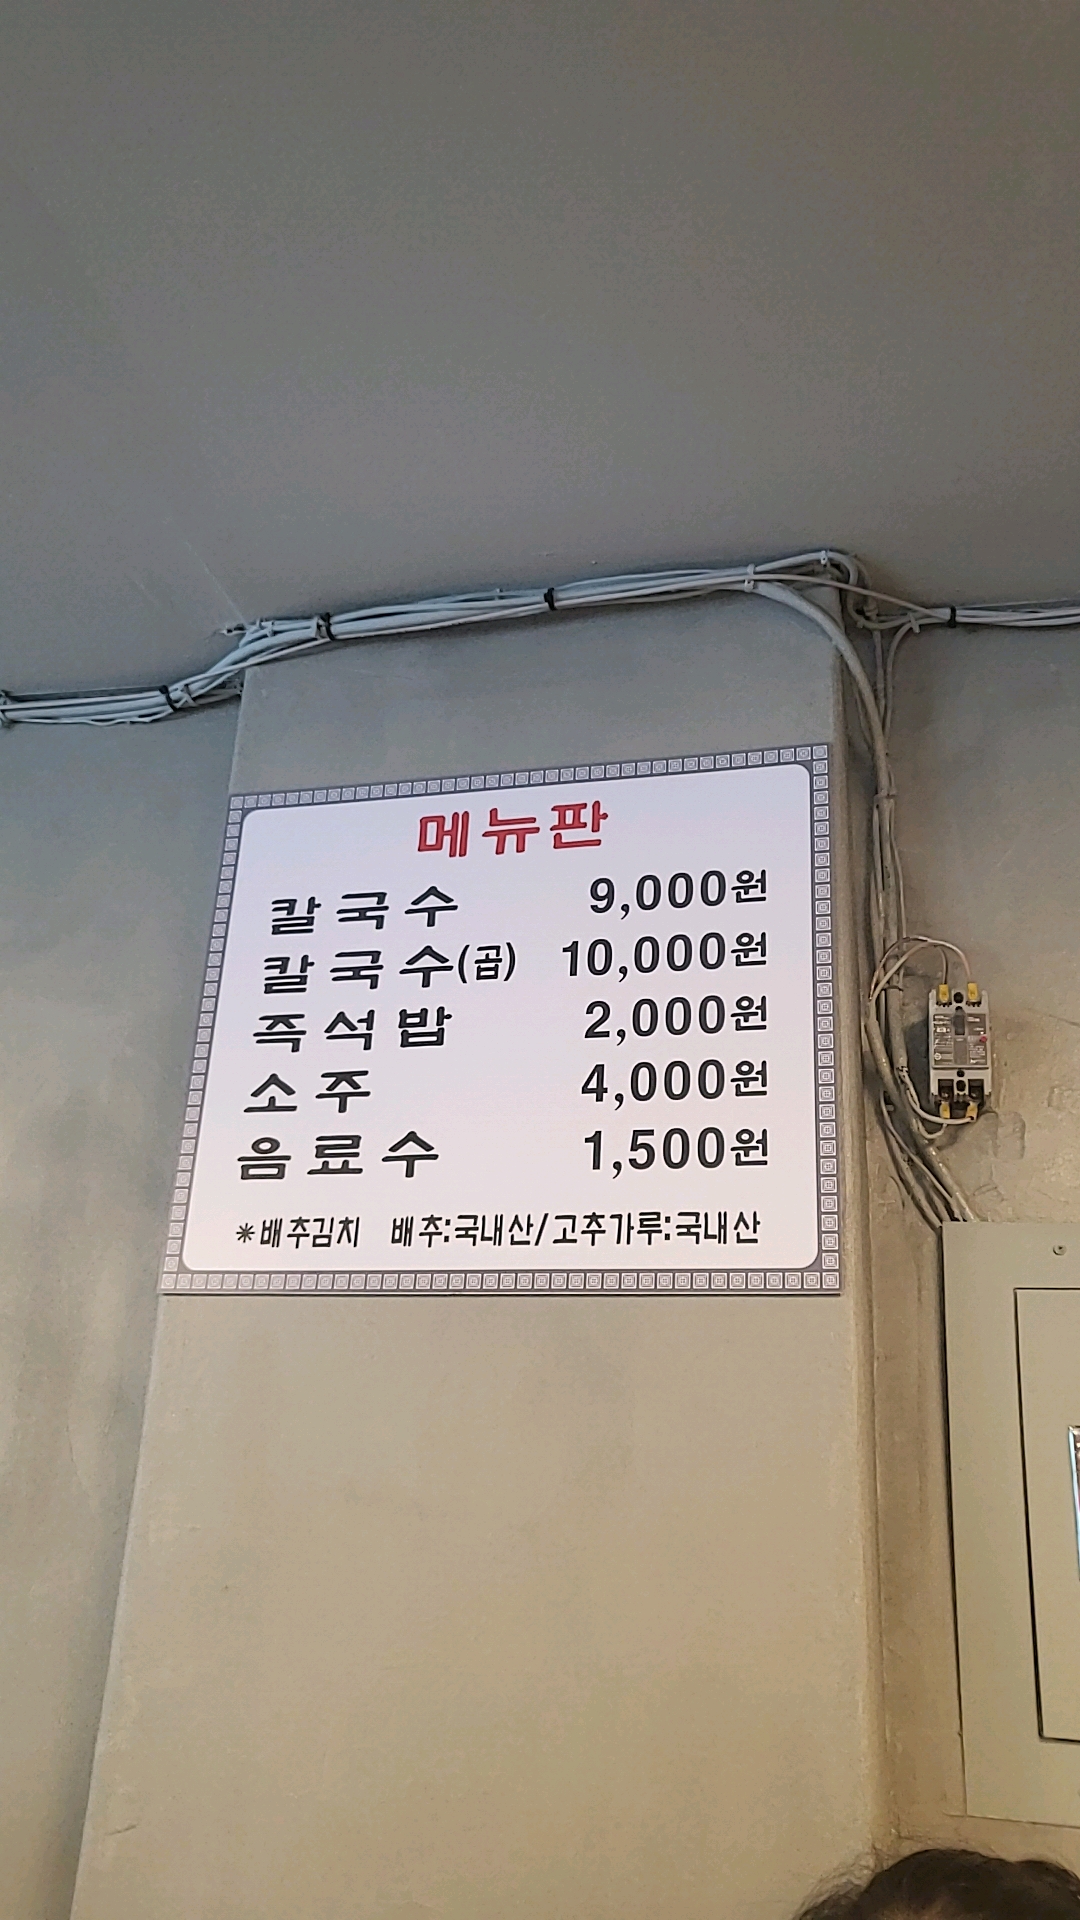 메뉴판
칼국수 9,000원
칼국수(곱) 10,000원
즉석밥 2,000원
소주 4,000원
음료수 1,500원
*배추김치 배추:국내산/고추가루:국내산